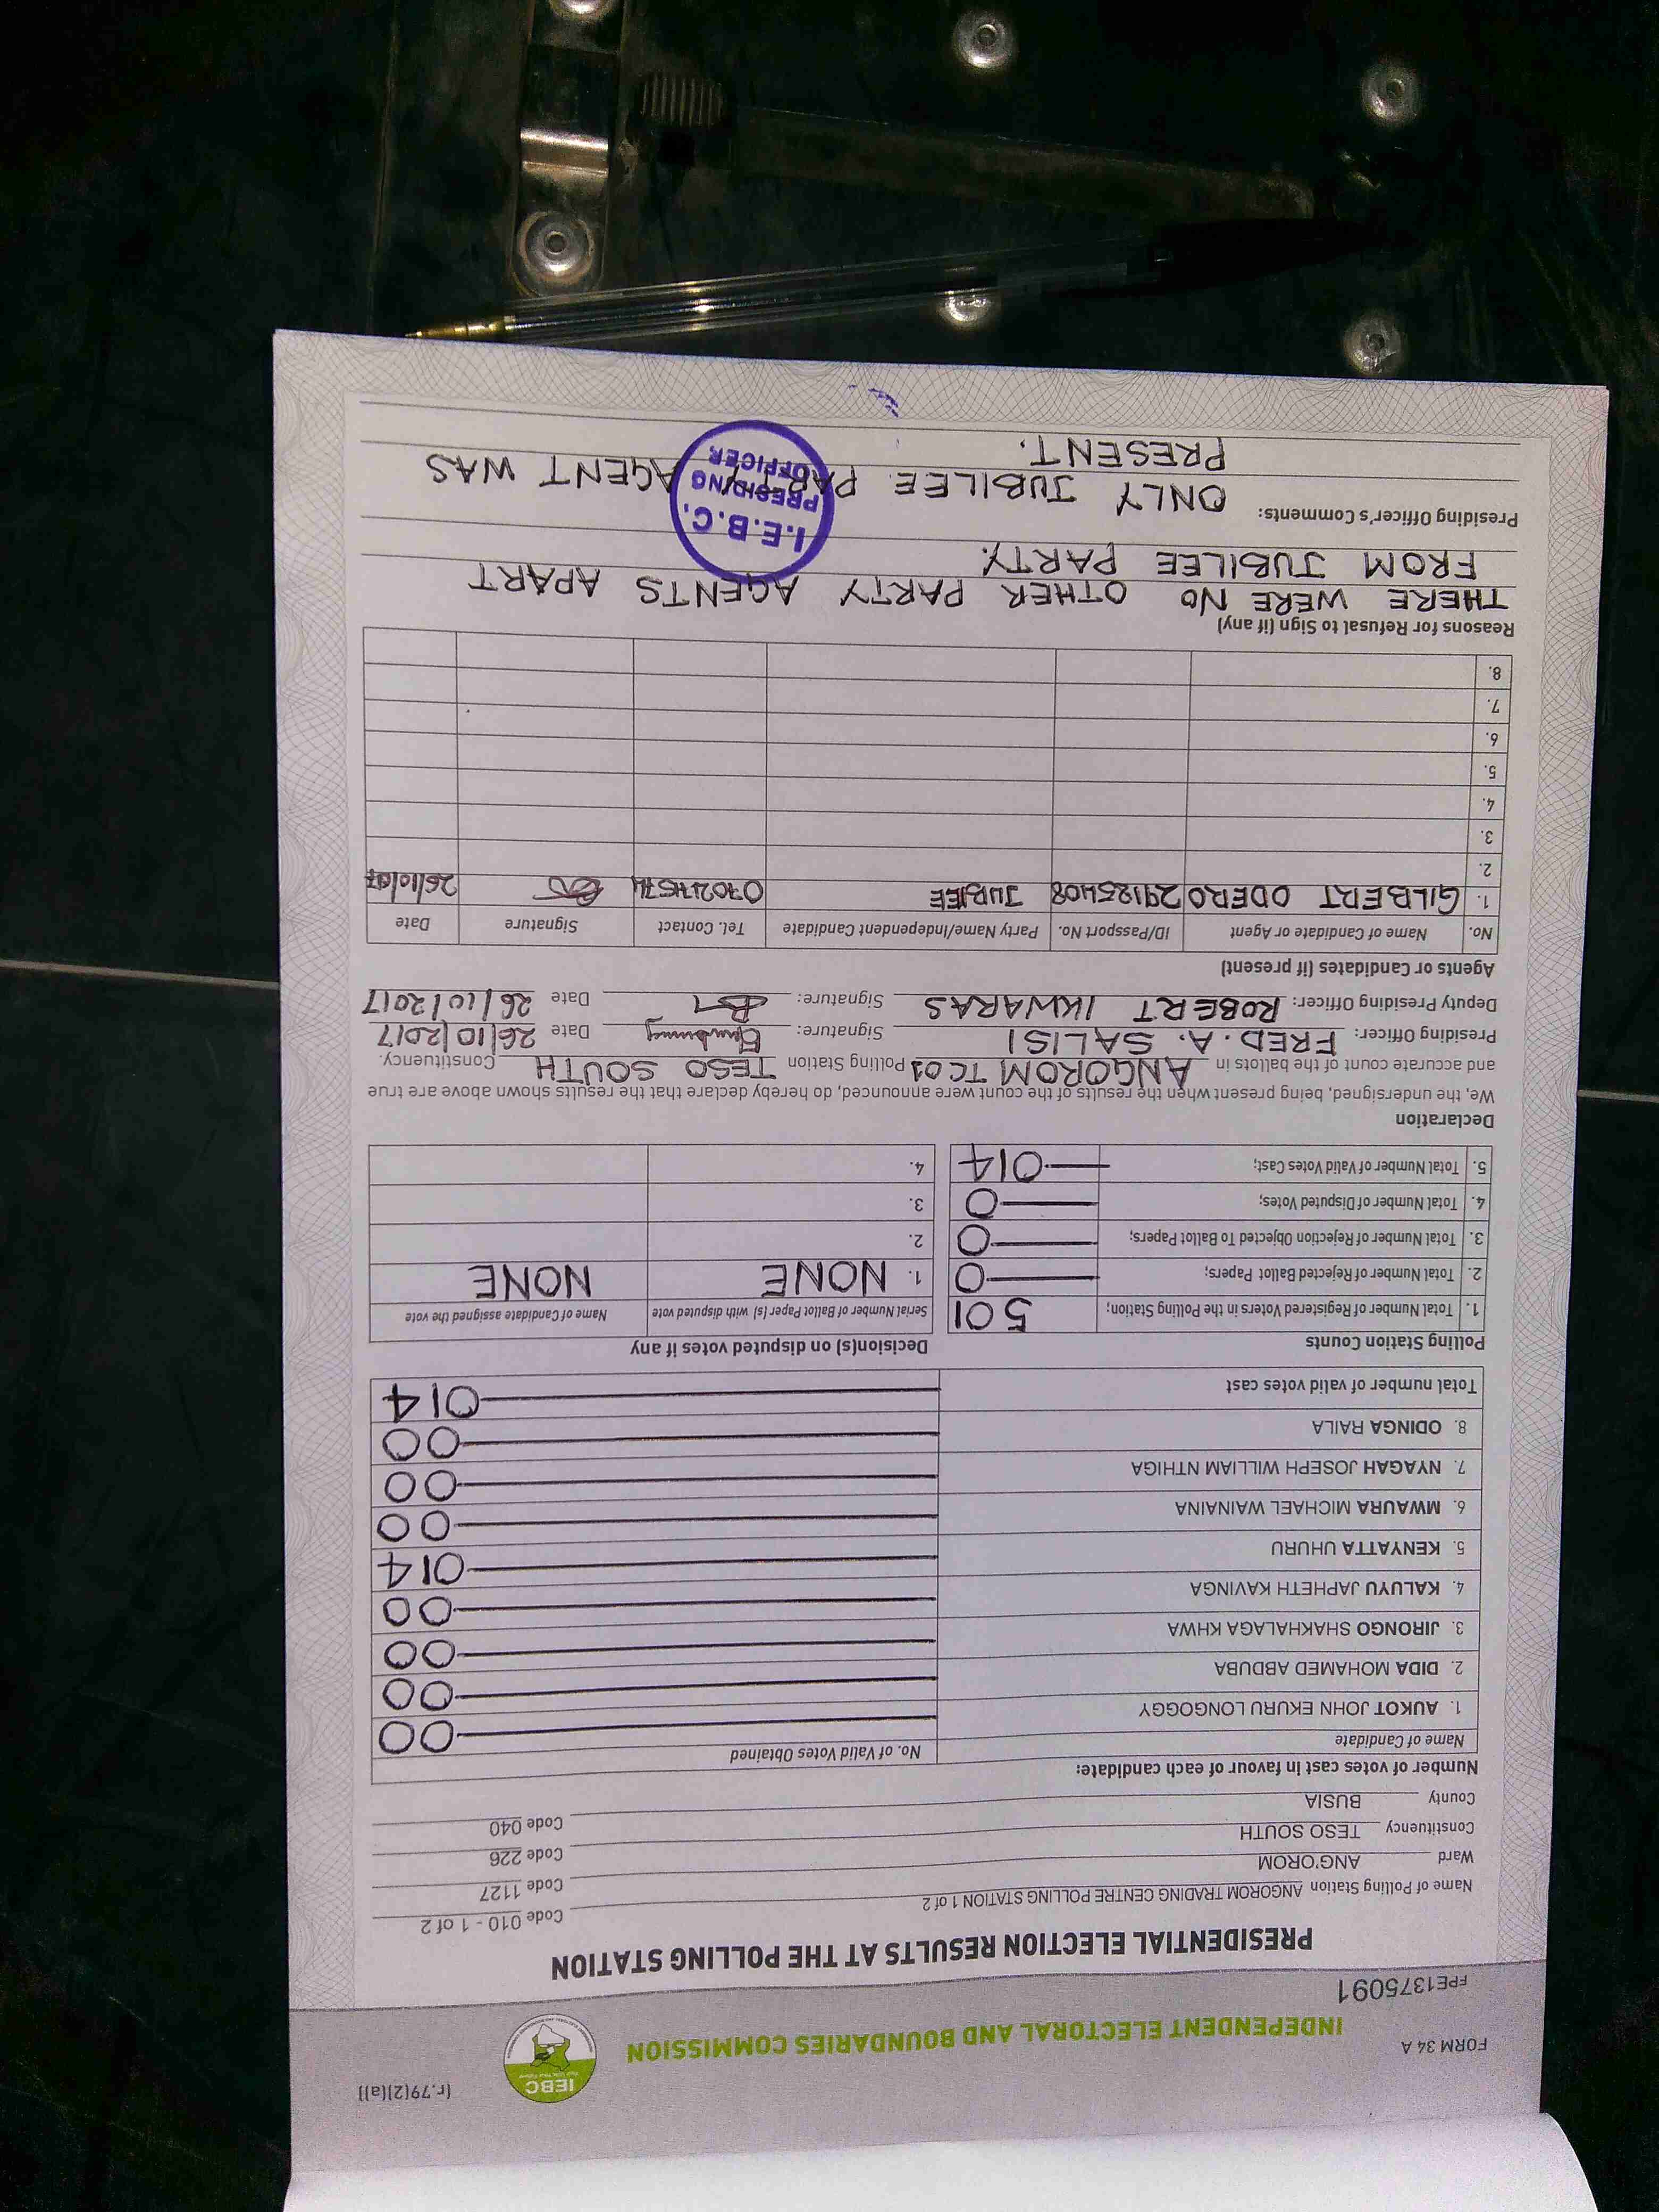 (r.79(2)(a))
IEBC
FORM 34 A
INDEPENDENT ELECTORAL AND BOUNDARIES COMMISSION
FPE1375091
PRESIDENTIAL ELECTION RESULTS AT THE POLLING STATION
Name of Polling Station ANGOROM TRADING CENTRE POLLING STATION 1 of 2 Code 010 - 1 of 2
Ward ANG'OROM Code 1127
Constituency TESO SOUTH Code 226
County BUSIA Code 040
Number of votes cast in favour of each candidate:
Name of Candidate No. of Valid Votes Obtained
1. AUKOT JOHN EKURU LONGOGGY 00
2. DIDA MOHAMED ABDUBA 00
3. JIRONGO SHAKHALAGA KHWA 00
4. KALUYU JAPHETH KAVINGA 00
5. KENYATTA UHURU 014
6. MWAURA MICHAEL WAINAINA 00
7. NYAGAH JOSEPH WILLIAM NTHIGA 00
8. ODINGA RAILA 00
Total number of valid votes cast 014
Polling Station Counts Decision(s) on disputed votes if any
1. Total Number of Registered Voters in the Polling Station; 501 Serial Number of Ballot Paper (s) with disputed vote Name of Candidate assigned the vote
2. Total Number of Rejected Ballot Papers; 0 1. NONE NONE
3. Total Number of Rejection Objected To Ballot Papers; 0 2.
4. Total Number of Disputed Votes; 0 3.
5. Total Number of Valid Votes Cast; 014 4.
Declaration
We, the undersigned, being present when the results of the count were announced, do hereby declare that the results shown above are true
and accurate count of the ballots in ANGOROM TC 01 Polling Station TESO SOUTH Constituency.
Presiding Officer: FRED. A. SALISI Signature: Date 26/10/2017
Deputy Presiding Officer: ROBERT IKWARAS Signature: Date 26/10/2017
Agents or Candidates (if present)
No. Name of Candidate or Agent ID/Passport No. Party Name/Independent Candidate Tel. Contact Signature Date
1. GILBERT ODERO 29125408 JUBILEE
2.
3.
4.
5.
6.
7.
8.
Reasons for Refusal to Sign (if any)
THERE WERE NO OTHER PARTY AGENTS APART
FROM JUBILEE PARTY.
Presiding Officer's Comments: ONLY JUBILEE PARTY AGENT WAS
PRESENT.
I.E.B.C.
PRESIDING
OFFICER